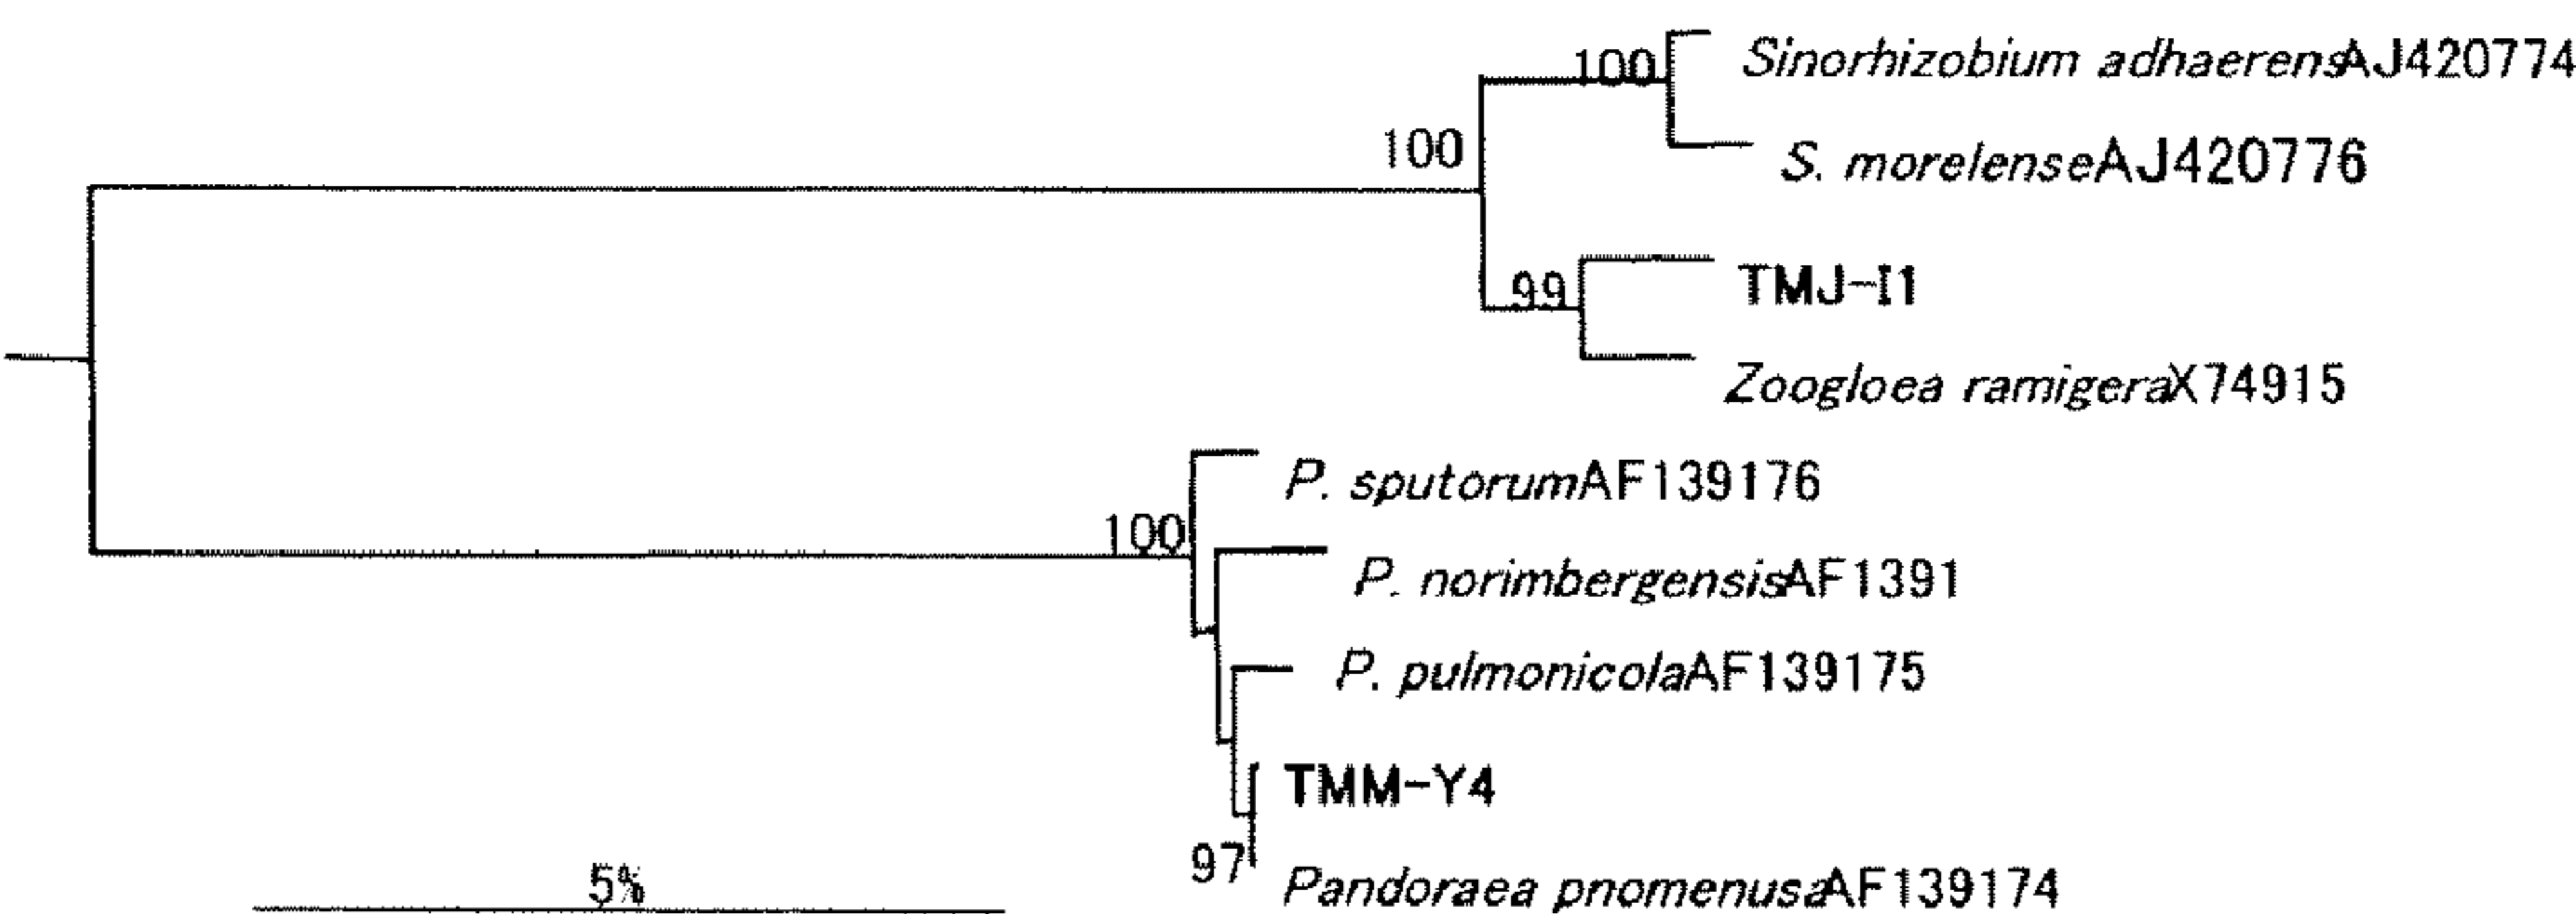 100 Sinorhizobium adhaerensAJ420774
100
S. morelenseAJ420776
99 TMJ-I1
Zoogloea ramigeraX74915
P. sputorumAF139176
100
P. norimbergensisAF1391
P. pulmonicolaAF139175
TMM-Y4
97
Pandoraea pnomenusaAF139174
5%